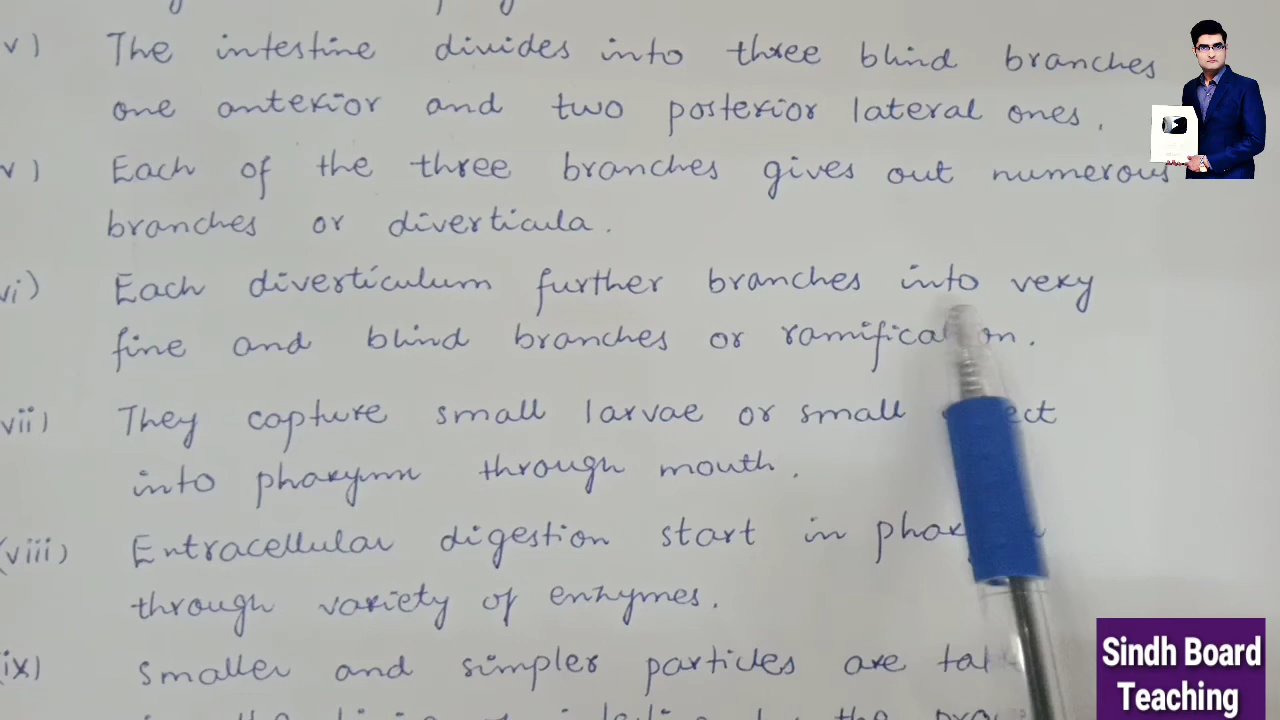 v) The intestine divides into three blind branches
one anterior and two posterior lateral ones.
v) Each of the three branches gives out numerous
branches or diverticula.
vi) Each diverticulum further branches into very
fine and blind branches or ramification.
vii) They capture small larvae or small
into pharynx through mouth.
(viii) Extracellular digestion start in
through variety of enzymes.
ix) Smaller and simpler particles are
Sindh Board
Teaching